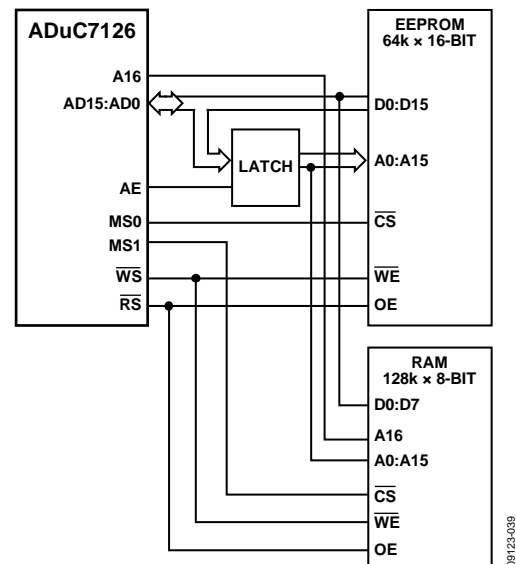 ADuC7126
A16
AD15:AD0
AE
MS0
MS1
WS
RS
LATCH
EEPROM
64k × 16-BIT
D0:D15
A0:A15
CS
WE
OE
RAM
128k × 8-BIT
D0:D7
A16
A0:A15
CS
WE
OE
09123-039